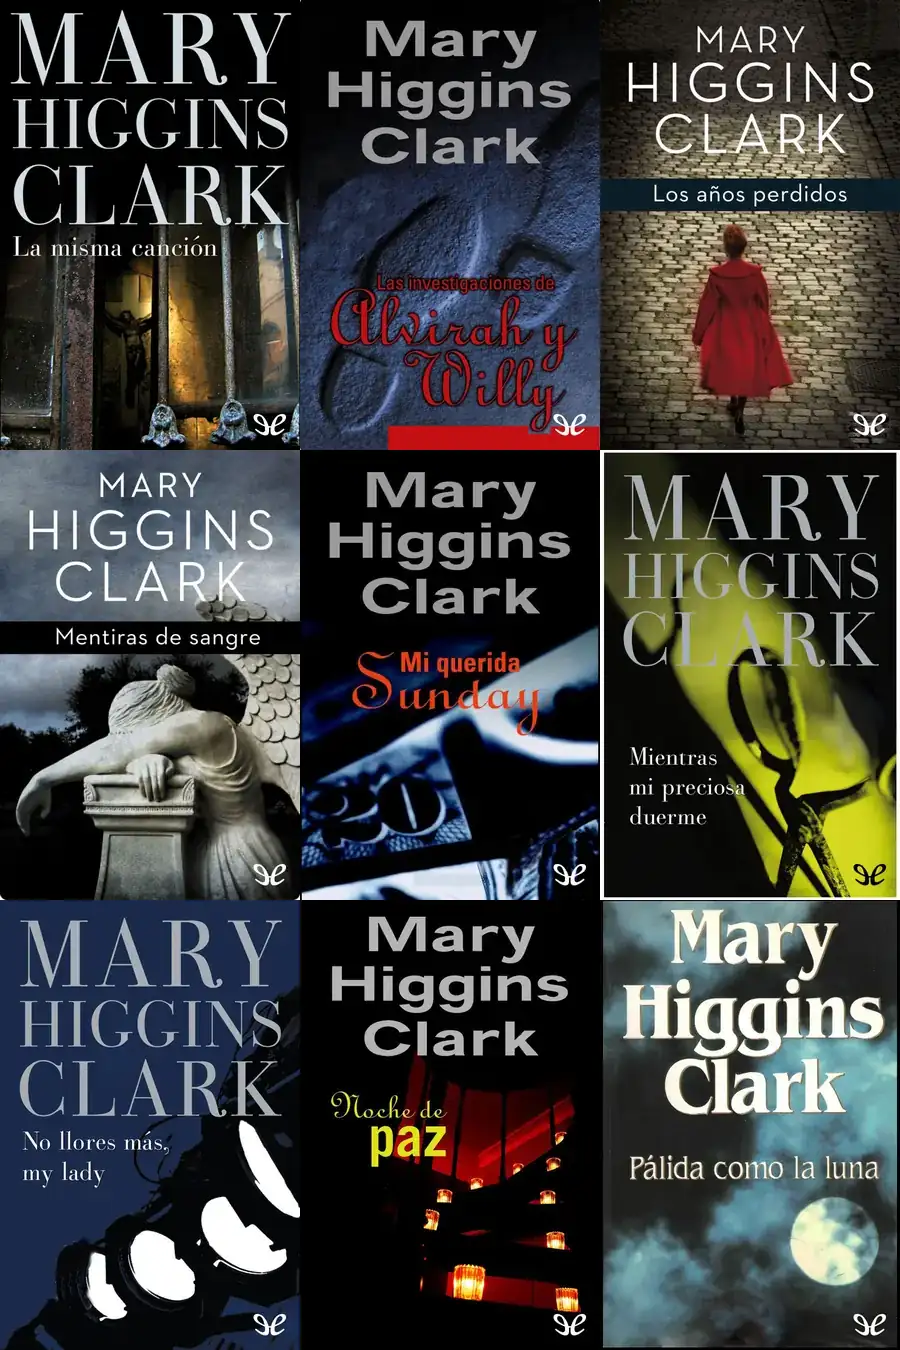 MARY
HIGGINS
CLARK
La misma canción
Mary
Higgins
Clark
Las investigaciones de
Alvirah y
Willy
MARY
HIGGINS
CLARK
Los años perdidos
MARY
HIGGINS
CLARK
Mentiras de sangre
Mary
Higgins
Clark
Mi querida
Sunday
20
MARY
HIGGINS
CLARK
Mientras
mi preciosa
duerme
MARY
HIGGINS
CLARK
No llores más,
my lady
Mary
Higgins
Clark
Noche de
paz
Mary
Higgins
Clark
Pálida como la luna